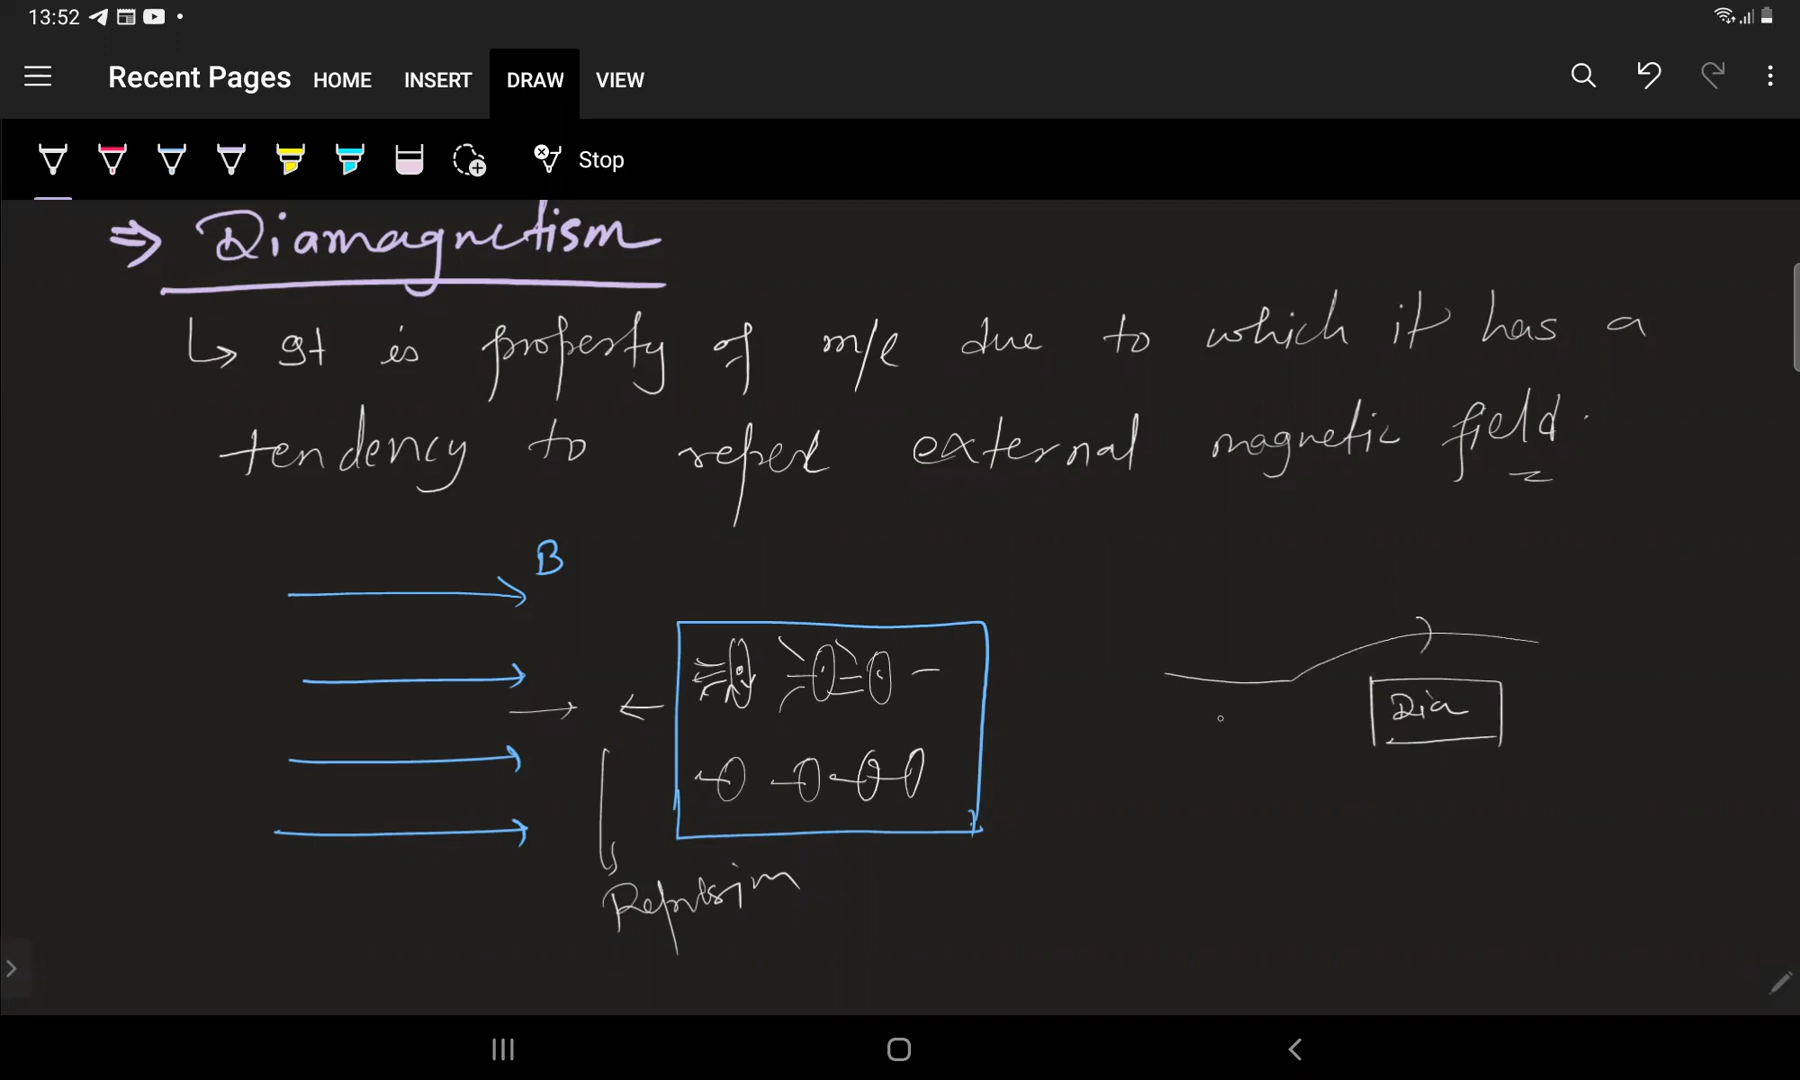 13:52
Recent Pages HOME INSERT DRAW VIEW
Stop
⇒ Diamagnetism
↳ It is property of m/l due to which it has a
tendency to repel external magnetic field.
B
Dia
Repulsion